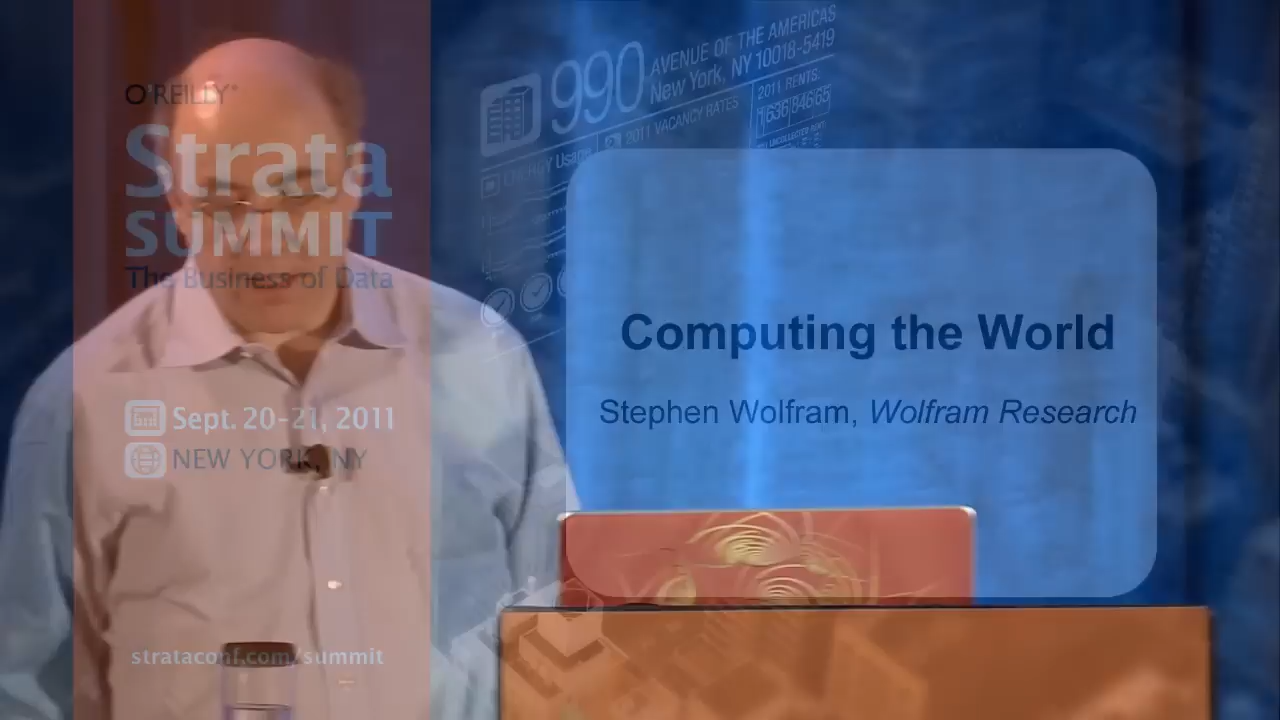 O'REILLY®
Strata
SUMMIT
The Business of Data
Sept. 20-21, 2011
NEW YORK, NY
strataconf.com/summit
990
AVENUE OF THE AMERICAS
New York, NY 10018-5419
ENERGY Usage
2011 VACANCY RATES
2011 RENTS:
Computing the World
Stephen Wolfram, Wolfram Research